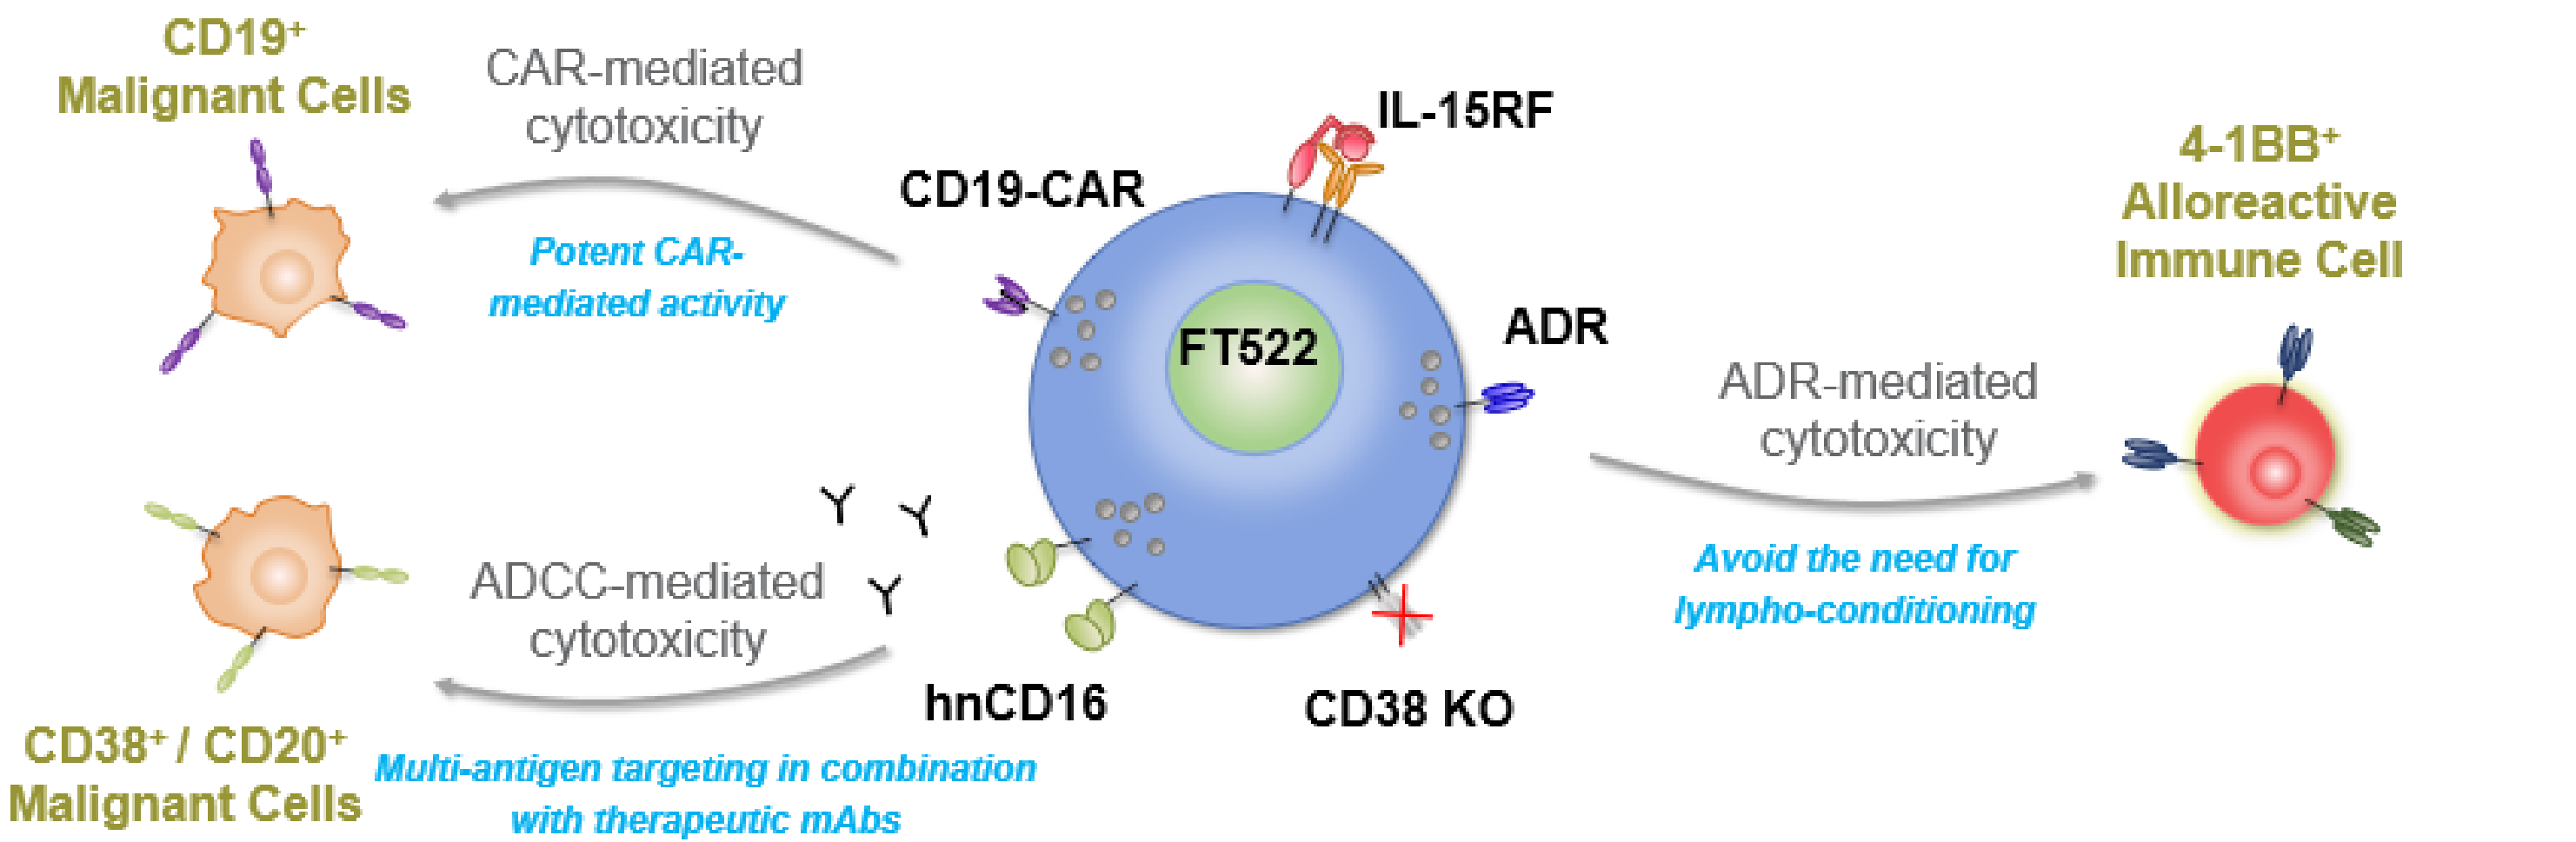 CD19+
Malignant Cells
CAR-mediated
cytotoxicity
Potent CAR-
mediated activity
CD19-CAR
IL-15RF
FT522
ADR
4-1BB+
Alloreactive
Immune Cell
ADR-mediated
cytotoxicity
Avoid the need for
lympho-conditioning
ADCC-mediated
cytotoxicity
hnCD16
CD38 KO
CD38+ / CD20+
Malignant Cells
Multi-antigen targeting in combination
with therapeutic mAbs